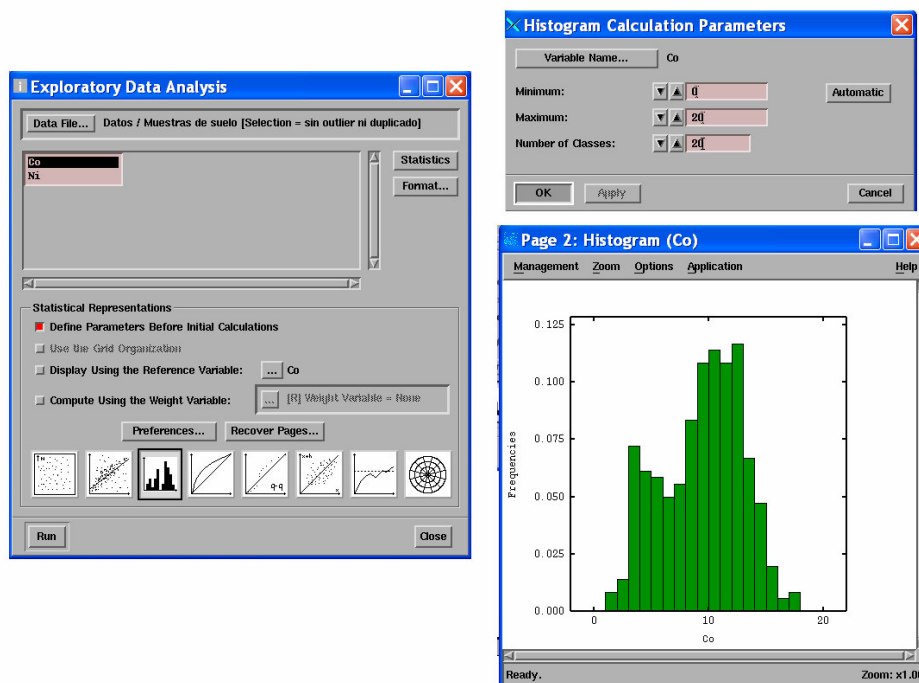 Exploratory Data Analysis
Data File... Datos / Muestras de suelo [Selection = sin outlier ni duplicado]
Co
Ni
Statistics
Format...
Statistical Representations
Define Parameters Before Initial Calculations
Use the Grid Organization
Display Using the Reference Variable: ... Co
Compute Using the Weight Variable: ... [R] Weight Variable = None
Preferences... Recover Pages...
q-q
Run Close
Histogram Calculation Parameters
Variable Name... Co
Minimum: 0 Automatic
Maximum: 20
Number of Classes: 20
OK Apply Cancel
Page 2: Histogram (Co)
Management Zoom Options Application Help
0.125
0.100
0.075
0.050
0.025
0.000
Frequencies
0 10 20
Co
Ready. Zoom: x1.00